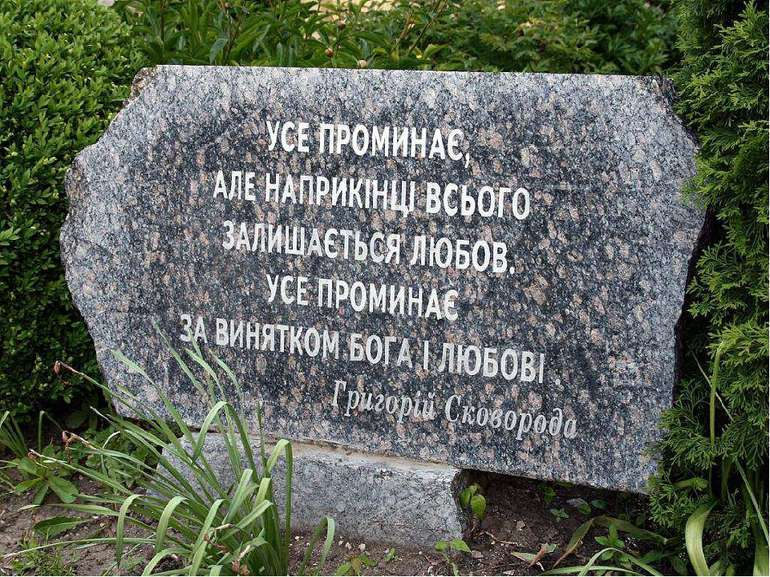 УСЕ ПРОМИНАЄ,
АЛЕ НАПРИКІНЦІ ВСЬОГО
ЗАЛИШАЄТЬСЯ ЛЮБОВ.
УСЕ ПРОМИНАЄ
ЗА ВИНЯТКОМ БОГА І ЛЮБОВІ
Григорій Сковорода